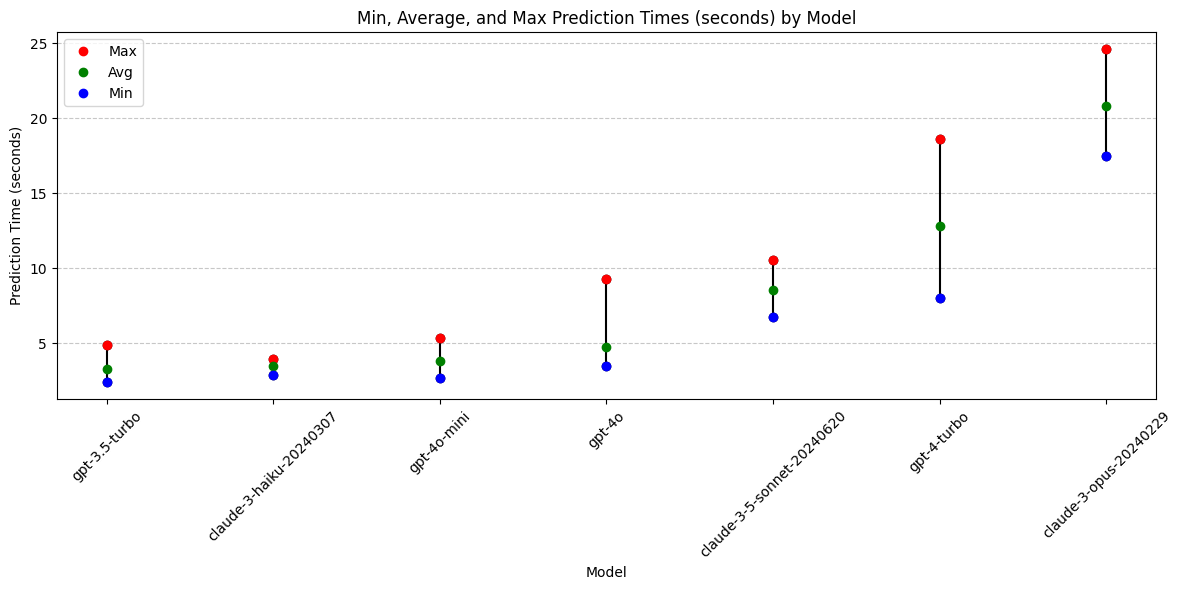 Min, Average, and Max Prediction Times (seconds) by Model
Max
Avg
Min
Prediction Time (seconds)
25
20
15
10
5
gpt-3.5-turbo
claude-3-haiku-20240307
gpt-4o-mini
gpt-4o
claude-3-5-sonnet-20240620
gpt-4-turbo
claude-3-opus-20240229
Model